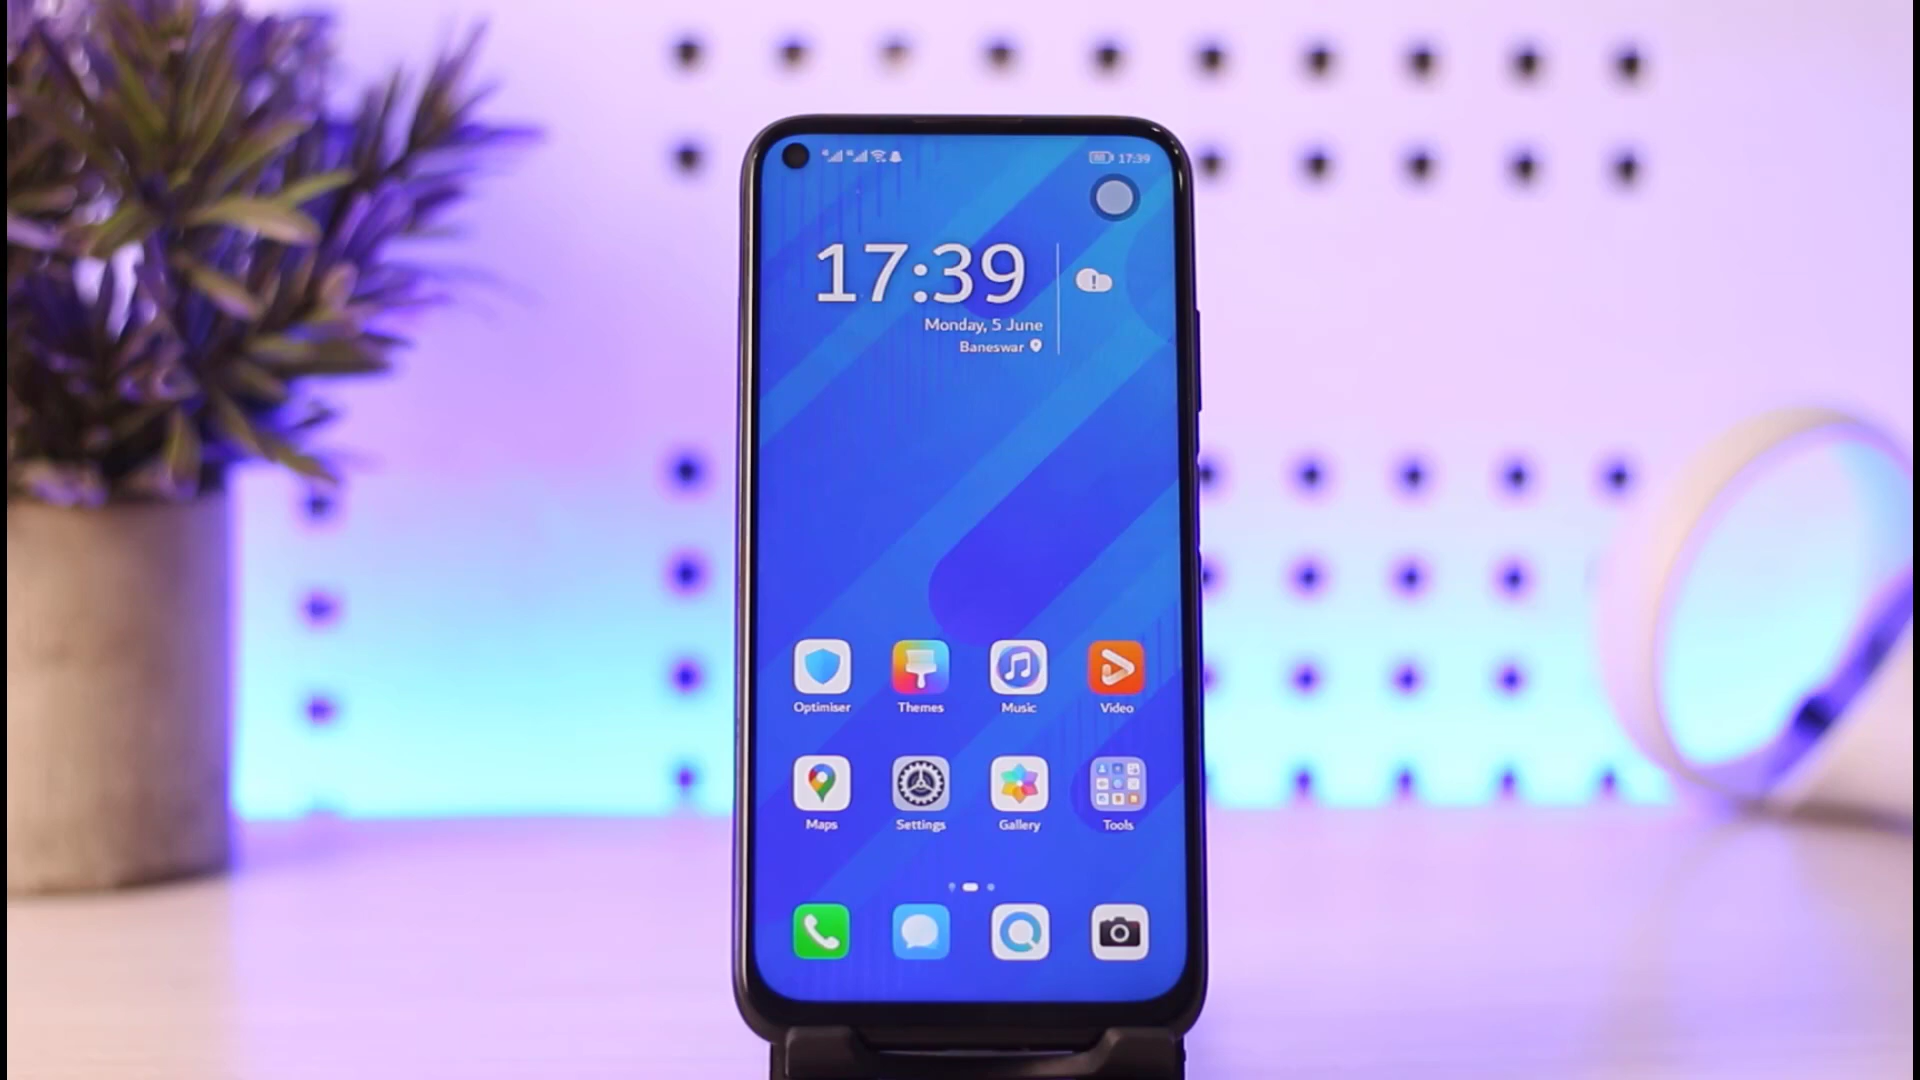 17:39
17:39
Monday, 5 June
Baneswar
Optimiser Themes Music Video
Maps Settings Gallery Tools